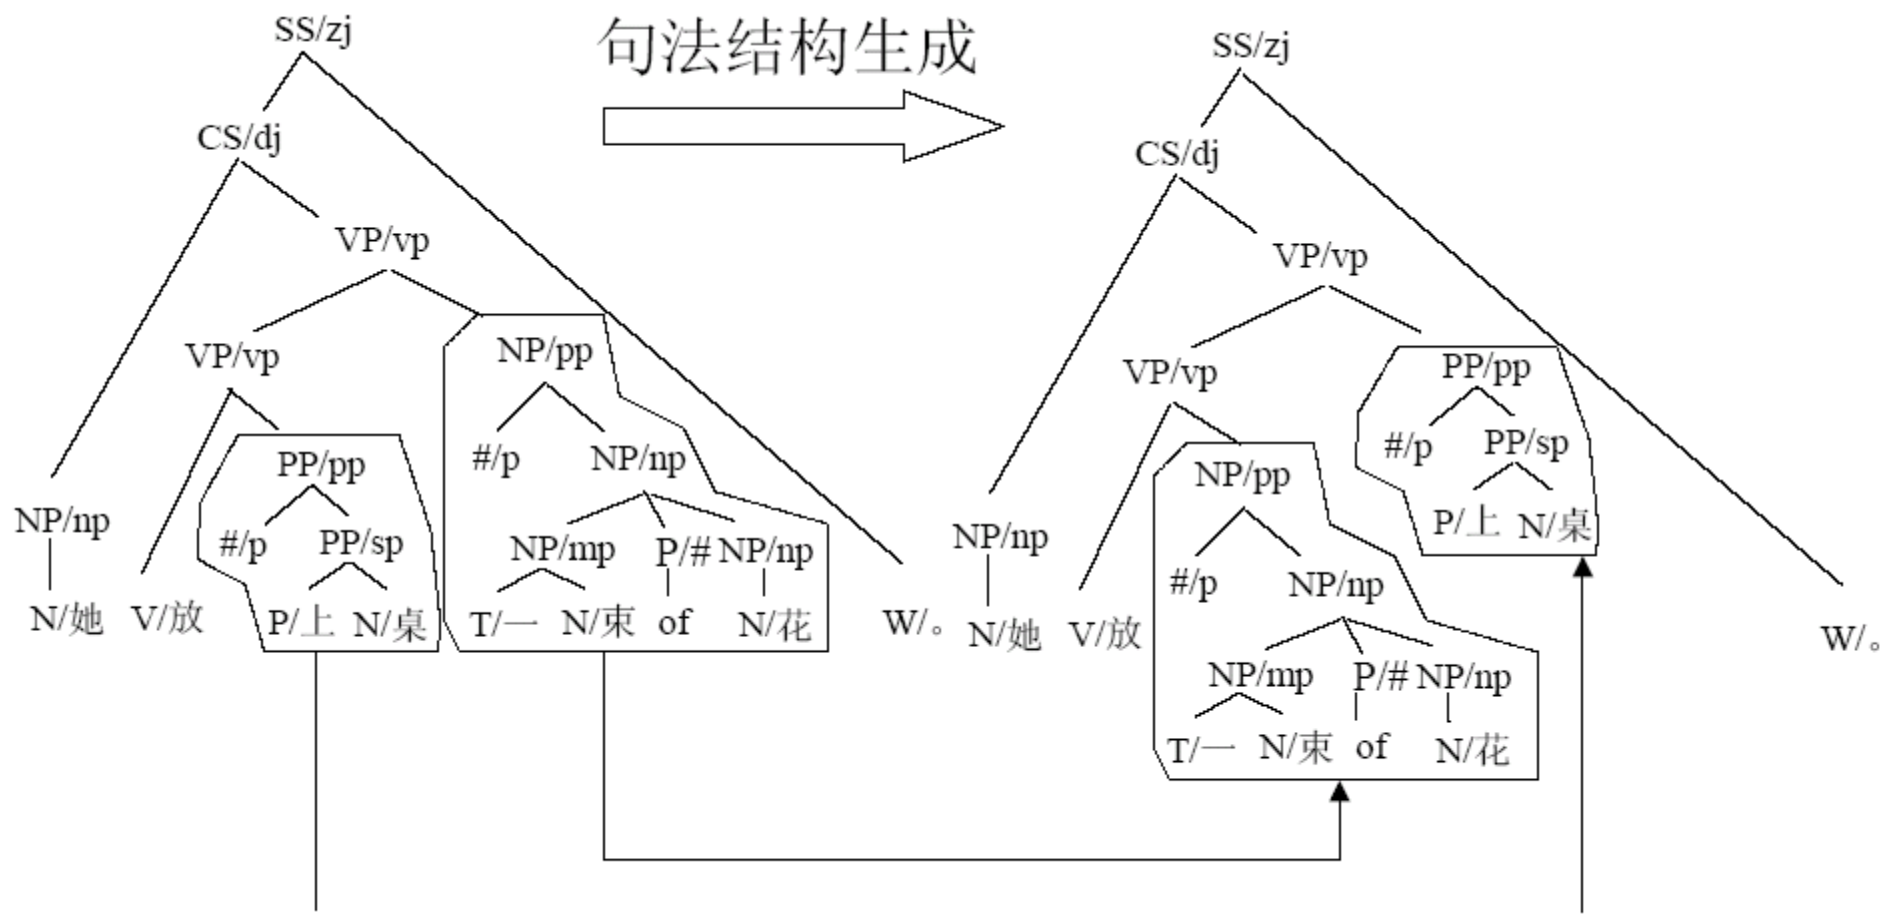 句法结构生成
SS/zj
CS/dj
VP/vp
VP/vp
NP/pp
#/p
NP/np
PP/pp
#/p
PP/sp
NP/mp
P/#
NP/np
NP/np
N/她
V/放
P/上
N/桌
T/一
N/束
of
N/花
W/。
SS/zj
CS/dj
VP/vp
VP/vp
PP/pp
#/p
PP/sp
P/上
N/桌
NP/pp
#/p
NP/np
NP/np
N/她
V/放
NP/mp
P/#
NP/np
T/一
N/束
of
N/花
W/。